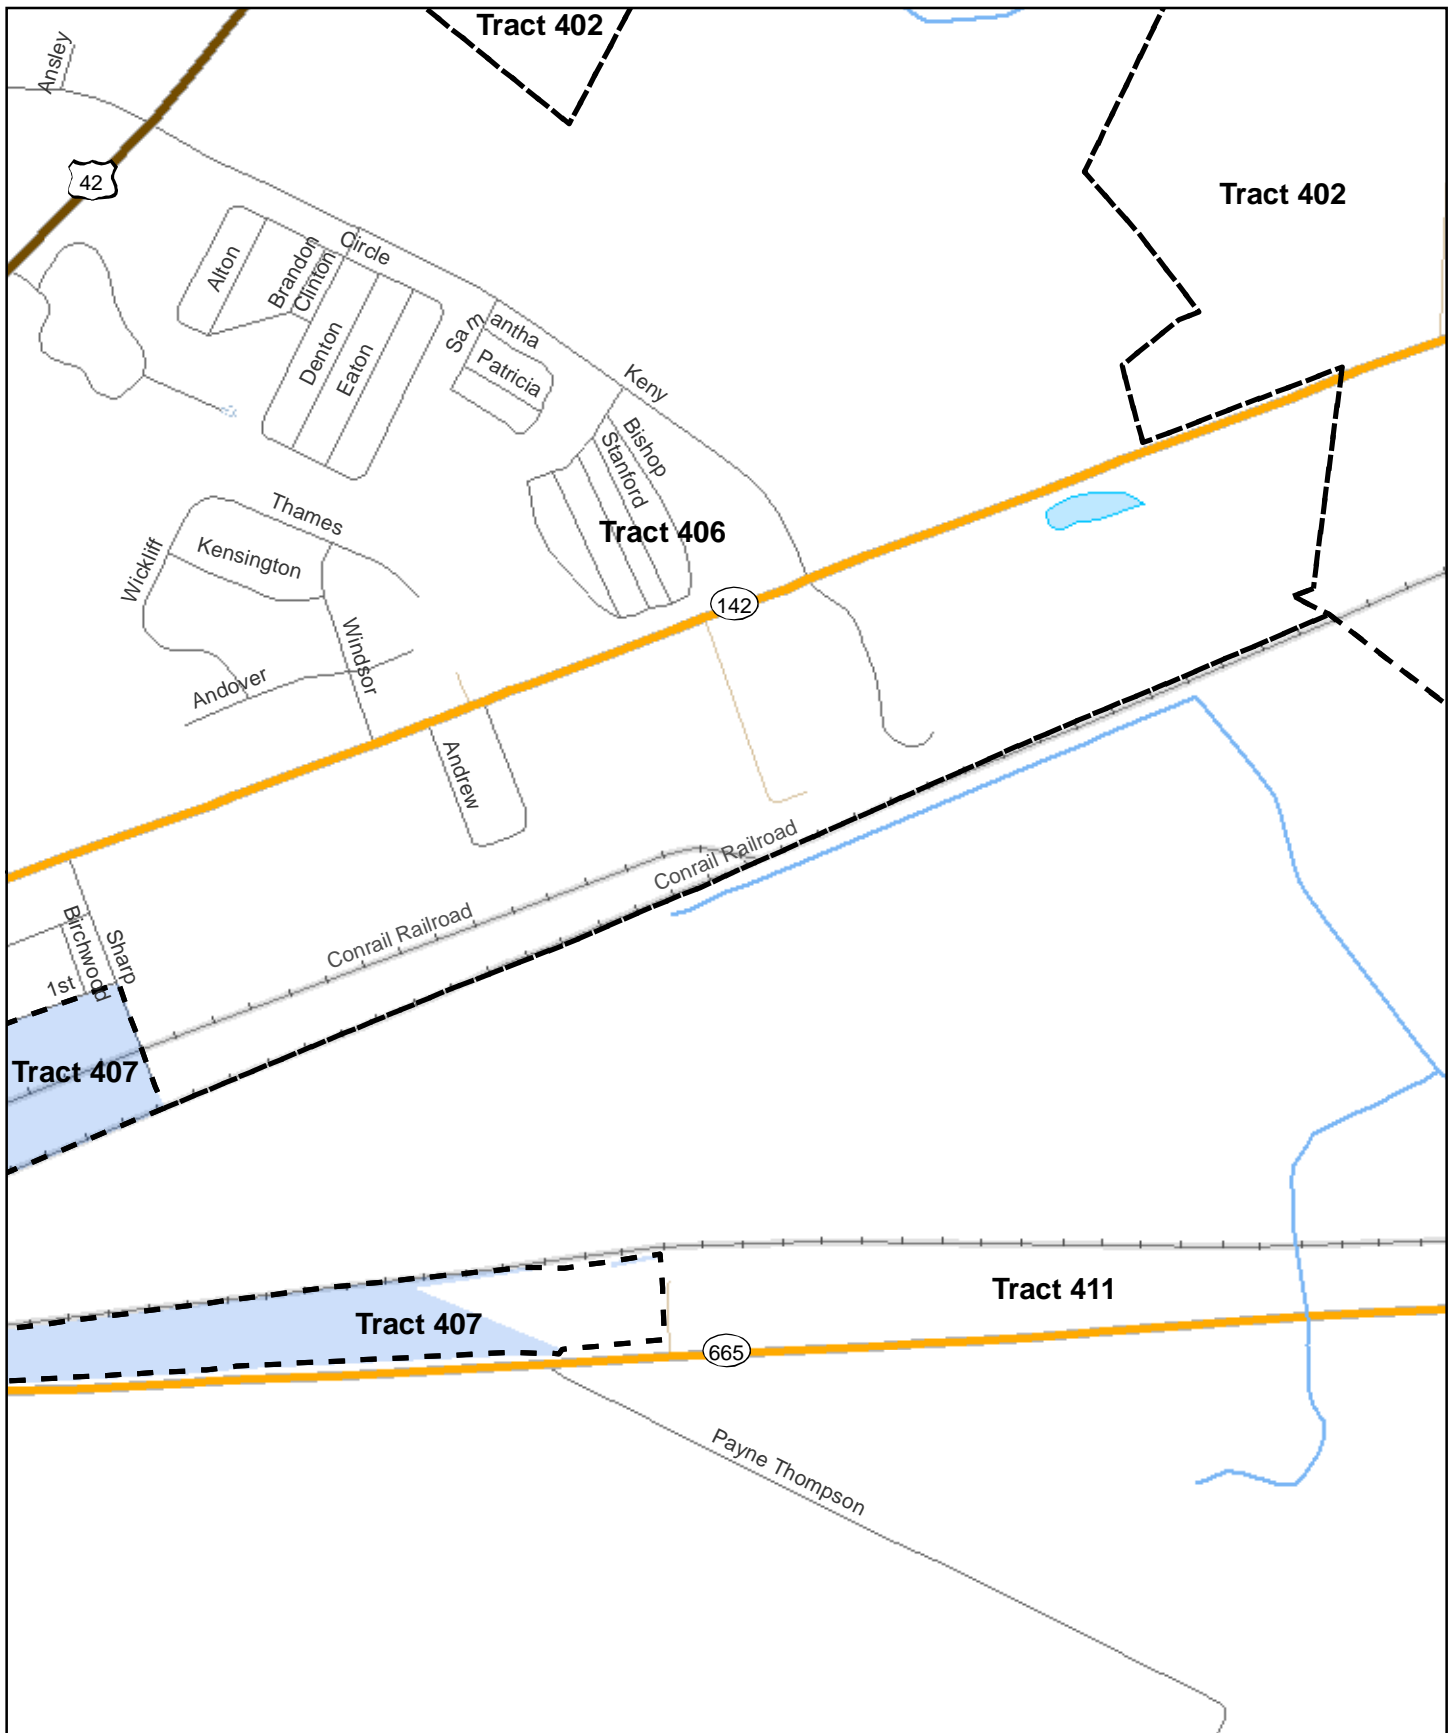 Tract 402
Ansley
42
Tract 402
Circle
Alton
Brandon
Clinton
Samantha
Denton
Eaton
Patricia
Keny
Bishop
Stanford
Thames
Tract 406
Kensington
Wickliff
142
Windsor
Andover
Andrew
Conrail Railroad
Conrail Railroad
Birchwood
Sharp
1st
Tract 407
Tract 411
Tract 407
665
Payne Thompson